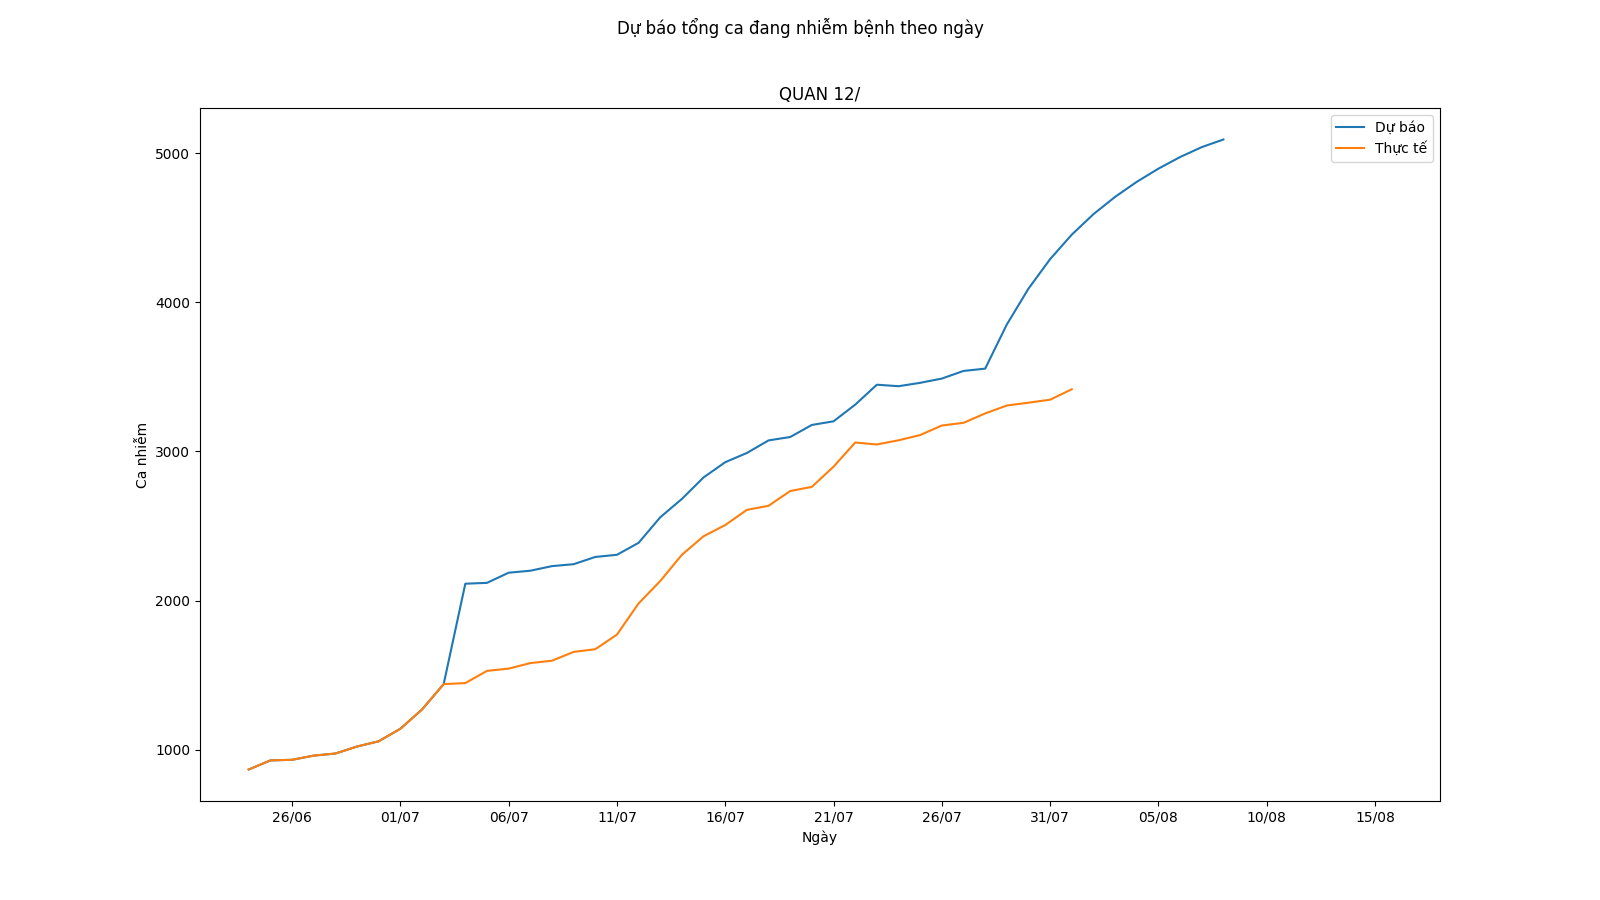 Dự báo tổng ca đang nhiễm bệnh theo ngày
QUAN 12/
Dự báo
Thực tế
5000
4000
3000
2000
1000
Ca nhiễm
26/06 01/07 06/07 11/07 16/07 21/07 26/07 31/07 05/08 10/08 15/08
Ngày